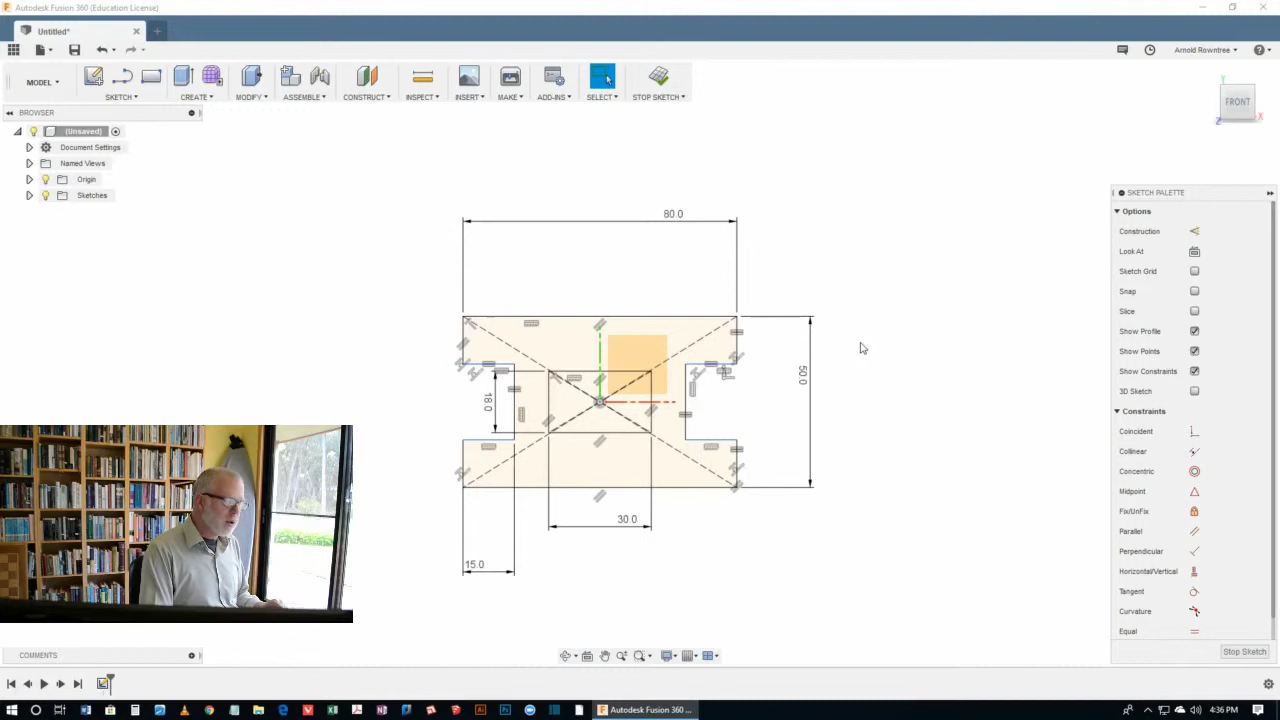 Autodesk Fusion 360 (Education License)
Untitled*
Arnold Rowntree
MODEL
SKETCH
CREATE
MODIFY
ASSEMBLE
CONSTRUCT
INSPECT
INSERT
MAKE
ADD-INS
SELECT
STOP SKETCH
BROWSER
(Unsaved)
Document Settings
Named Views
Origin
Sketches
Y
FRONT
X
Z
80.0
50.0
18.0
30.0
15.0
SKETCH PALETTE
Options
Construction
Look At
Sketch Grid
Snap
Slice
Show Profile
Show Points
Show Constraints
3D Sketch
Constraints
Coincident
Collinear
Concentric
Midpoint
Fix/UnFix
Parallel
Perpendicular
Horizontal/Vertical
Tangent
Curvature
Equal
Stop Sketch
COMMENTS
Autodesk Fusion 360 ...
4:36 PM